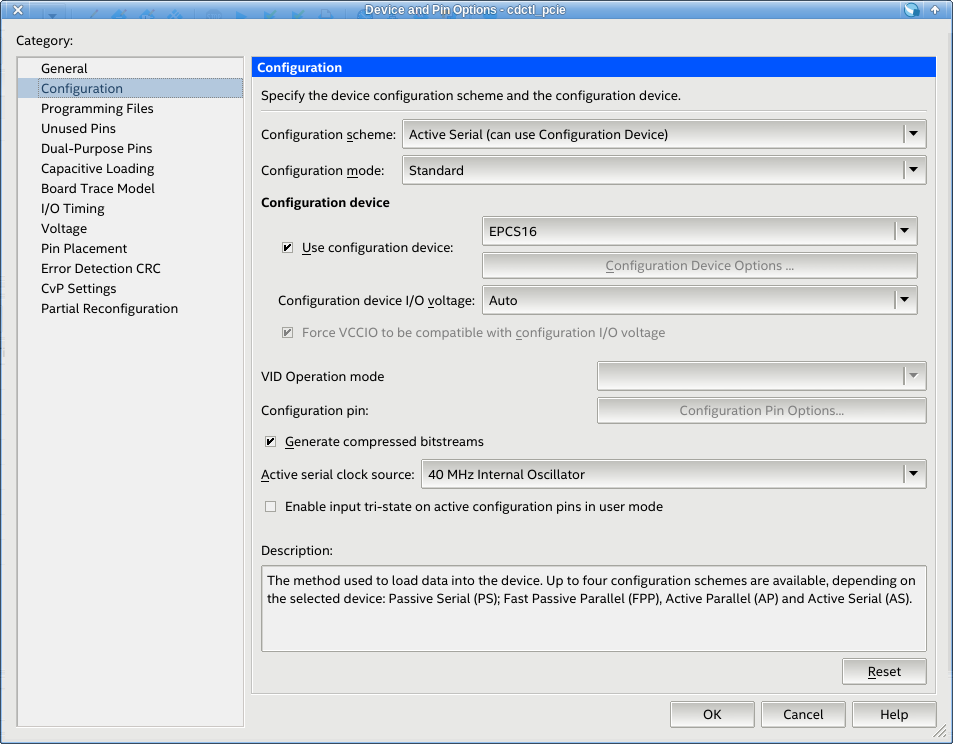 Device and Pin Options - cdctl_pcie
Category:
General
Configuration
Programming Files
Unused Pins
Dual-Purpose Pins
Capacitive Loading
Board Trace Model
I/O Timing
Voltage
Pin Placement
Error Detection CRC
CvP Settings
Partial Reconfiguration
Configuration
Specify the device configuration scheme and the configuration device.
Configuration scheme: Active Serial (can use Configuration Device)
Configuration mode: Standard
Configuration device
EPCS16
Use configuration device:
Configuration Device Options ...
Configuration device I/O voltage: Auto
Force VCCIO to be compatible with configuration I/O voltage
VID Operation mode
Configuration pin: Configuration Pin Options...
Generate compressed bitstreams
Active serial clock source: 40 MHz Internal Oscillator
Enable input tri-state on active configuration pins in user mode
Description:
The method used to load data into the device. Up to four configuration schemes are available, depending on
the selected device: Passive Serial (PS); Fast Passive Parallel (FPP), Active Parallel (AP) and Active Serial (AS).
Reset
OK Cancel Help